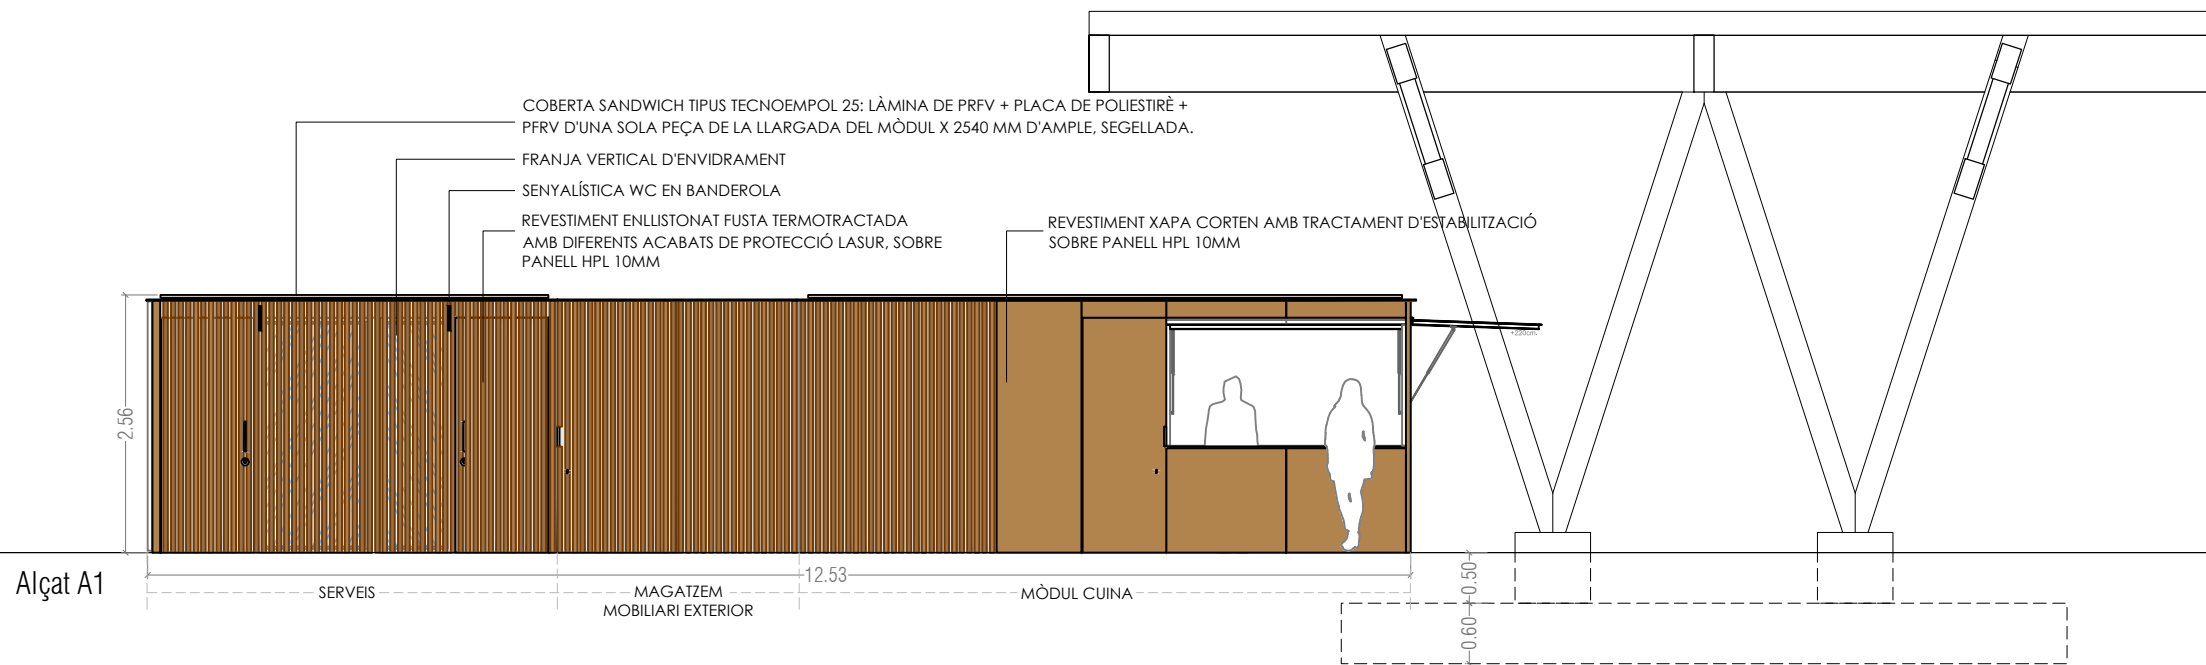 COBERTA SANDWICH TIPUS TECNOEMPOL 25: LÀMINA DE PRFV + PLACA DE POLIESTIRÈ +
PFRV D'UNA SOLA PEÇA DE LA LLARGADA DEL MÒDUL X 2540 MM D'AMPLE, SEGELLADA.
FRANJA VERTICAL D'ENVIDRAMENT
SENYALÍSTICA WC EN BANDEROLA
REVESTIMENT ENLLISTONAT FUSTA TERMOTRACTADA
AMB DIFERENTS ACABATS DE PROTECCIÓ LASUR, SOBRE
PANELL HPL 10MM
REVESTIMENT XAPA CORTEN AMB TRACTAMENT D'ESTABILITZACIÓ
SOBRE PANELL HPL 10MM
+220cm.
2.56
Alçat A1
12.53
SERVEIS
MAGATZEM
MOBILIARI EXTERIOR
MÒDUL CUINA
0.50
0.60